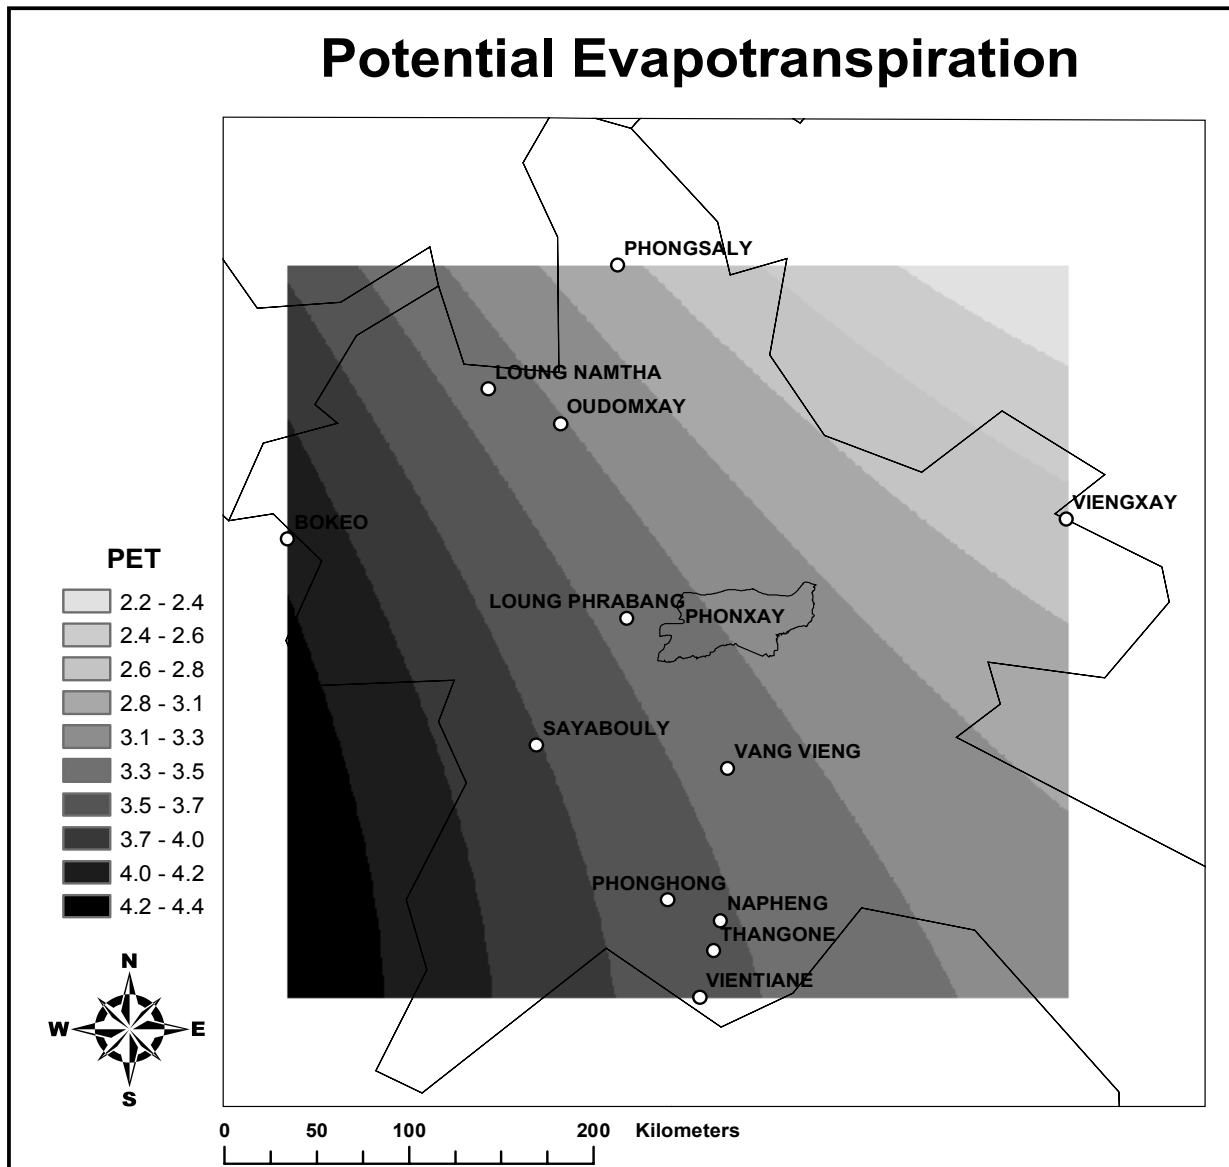 Potential Evapotranspiration
PHONGSALY
LOUNG NAMTHA
OUDOMXAY
VIENGXAY
BOKEO
LOUNG PHRABANG
PHONXAY
SAYABOULY
VANG VIENG
PHONGHONG
NAPHENG
THANGONE
VIENTIANE
PET
2.2 - 2.4
2.4 - 2.6
2.6 - 2.8
2.8 - 3.1
3.1 - 3.3
3.3 - 3.5
3.5 - 3.7
3.7 - 4.0
4.0 - 4.2
4.2 - 4.4
N
W E
S
0 50 100 200 Kilometers